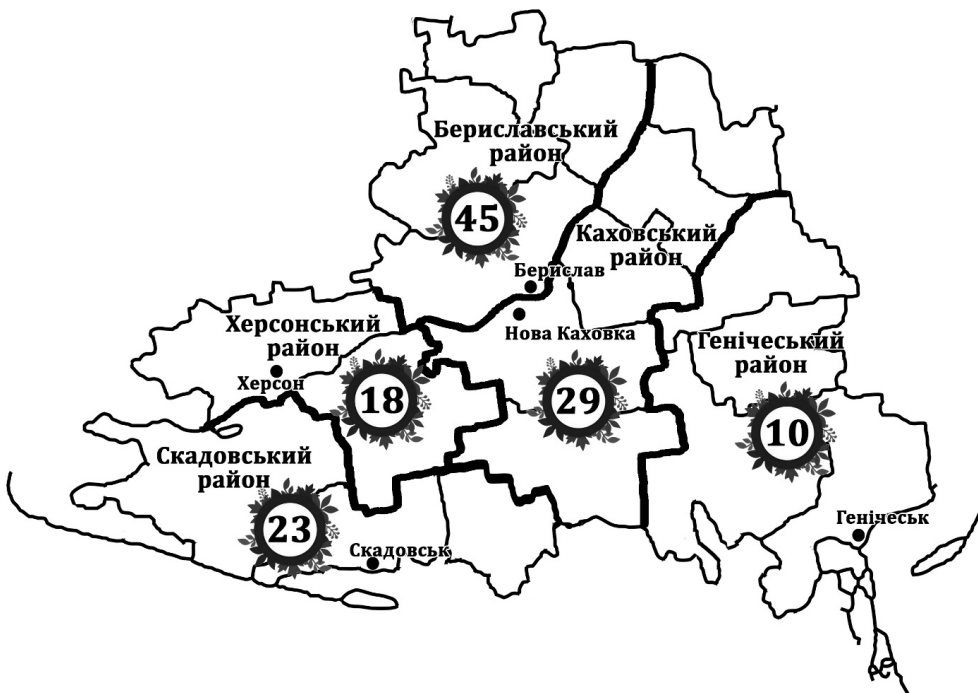 Бериславський
район
45
Каховський
район
Берислав
Нова Каховка
Херсонський
район
Херсон
18
29
Генічеський
район
10
Скадовський
район
23
Скадовськ
Генічеськ